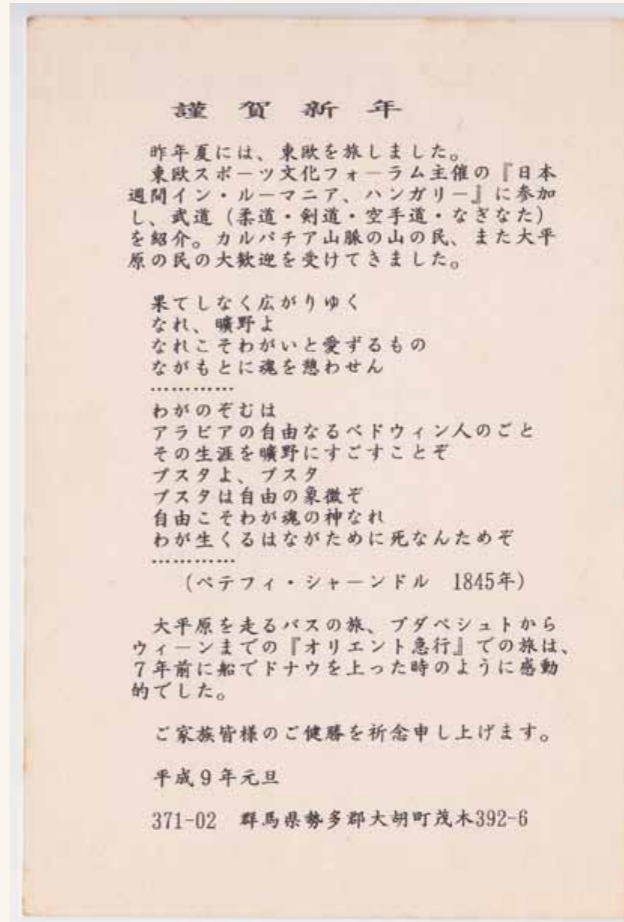 謹賀新年
昨年夏には、東欧を旅しました。
東欧スポーツ文化フォーラム主催の『日本
週間イン・ルーマニア、ハンガリー』に参加
し、武道（柔道・剣道・空手道・なぎなた）
を紹介。カルパチア山脈の山の民、また大平
原の民の大歓迎を受けてきました。
果てしなく広がりゆく
なれ、曠野よ
なれこそわがいと愛ずるもの
ながもとに魂を憩わせん
…………
わがのぞむは
アラビアの自由なるベドウィン人のごと
その生涯を曠野にすごすことぞ
プスタよ、プスタ
プスタは自由の象徴ぞ
自由こそわが魂の神なれ
わが生くるはながために死なんためぞ
…………
（ペテフィ・シャーンドル　1845年）
大平原を走るバスの旅、ブダペシュトから
ウィーンまでの『オリエント急行』での旅は、
７年前に船でドナウを上った時のように感動
的でした。
ご家族皆様のご健勝を祈念申し上げます。
平成９年元旦
371-02　群馬県勢多郡大胡町茂木392-6